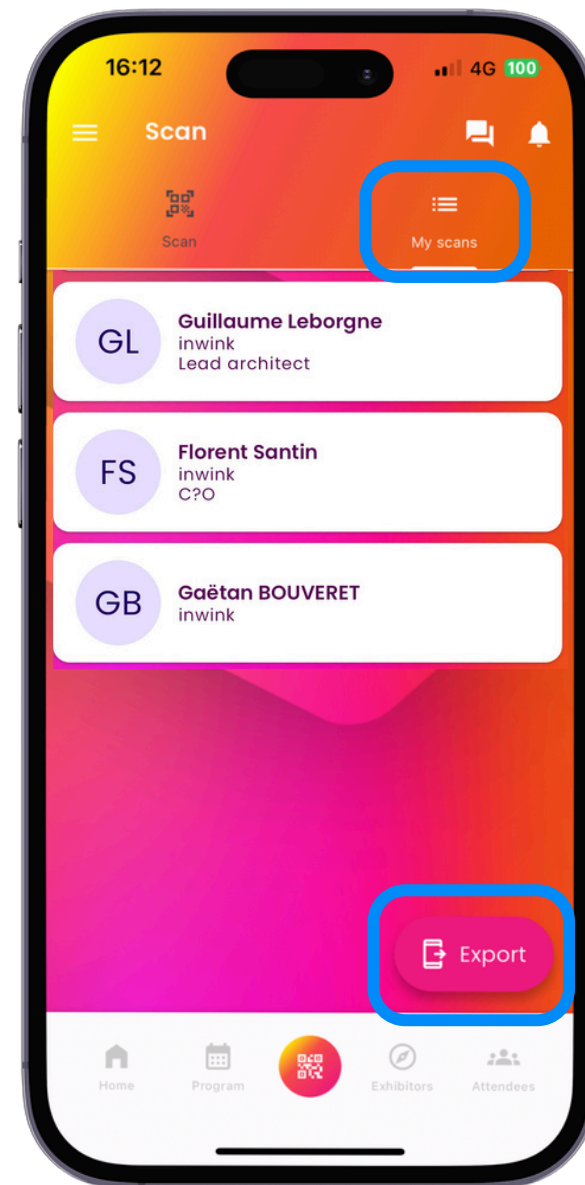 16:12
4G 100
Scan
Scan
My scans
GL
Guillaume Leborgne
inwink
Lead architect
FS
Florent Santin
inwink
C?O
GB
Gaëtan BOUVERET
inwink
Export
Home
Program
Exhibitors
Attendees